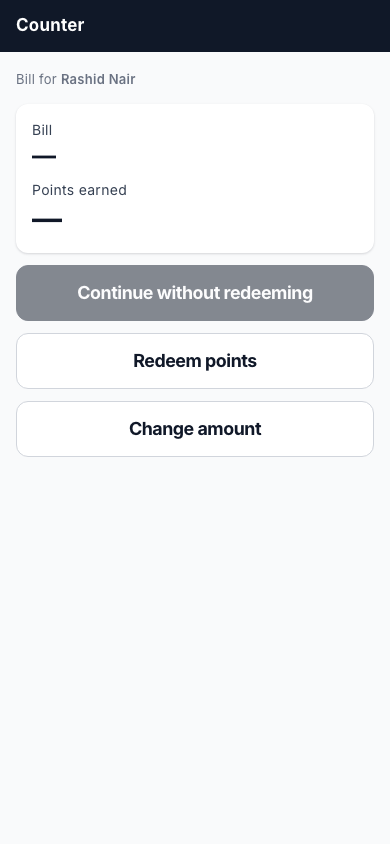 Counter
Bill for Rashid Nair
Bill
—
Points earned
—
Continue without redeeming
Redeem points
Change amount